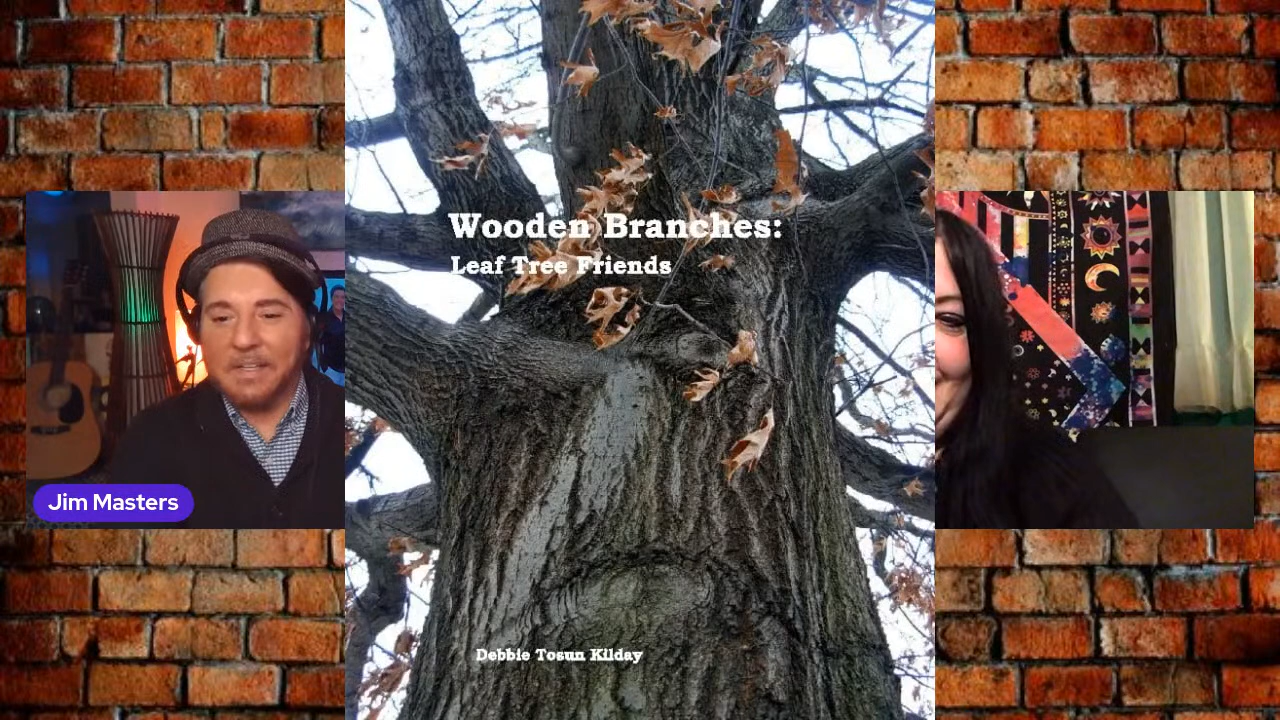 Wooden Branches:
Leaf Tree Friends
Jim Masters
Debbie Tosun Kilday